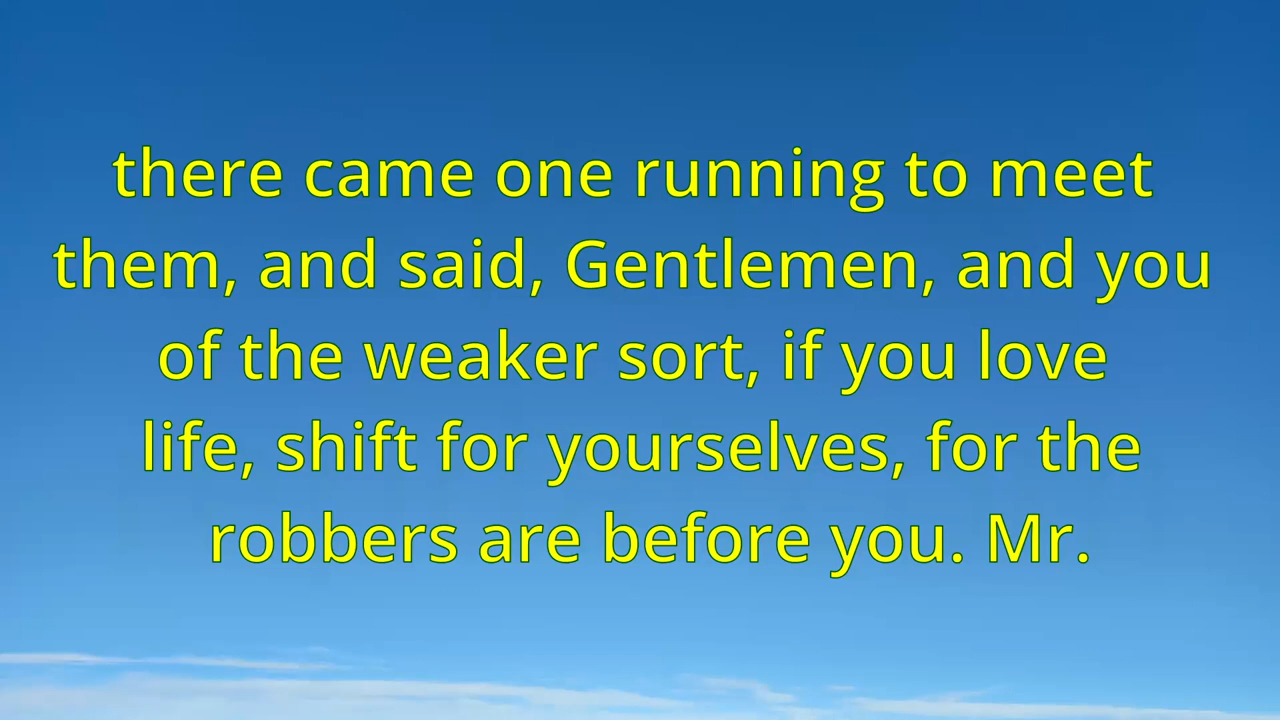 there came one running to meet
them, and said, Gentlemen, and you
of the weaker sort, if you love
life, shift for yourselves, for the
robbers are before you. Mr.